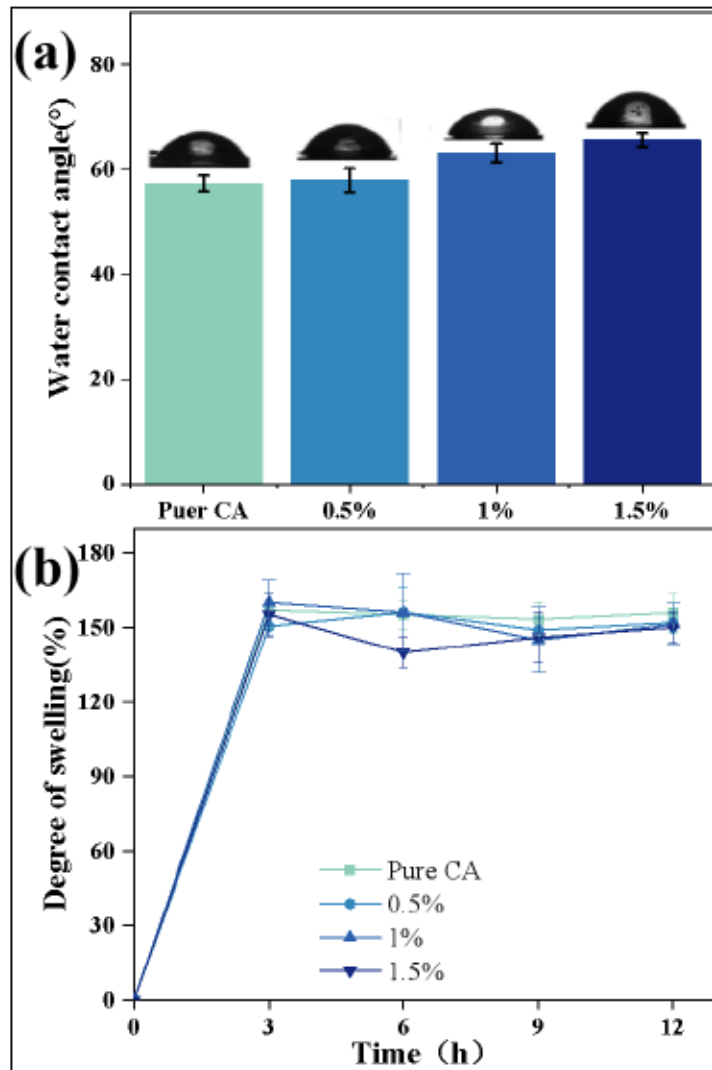 (a)
Water contact angle(°)
80
60
40
20
0
Puer CA 0.5% 1% 1.5%
(b)
Degree of swelling(%)
180
150
120
90
60
30
0
Pure CA
0.5%
1%
1.5%
0 3 6 9 12
Time（h）